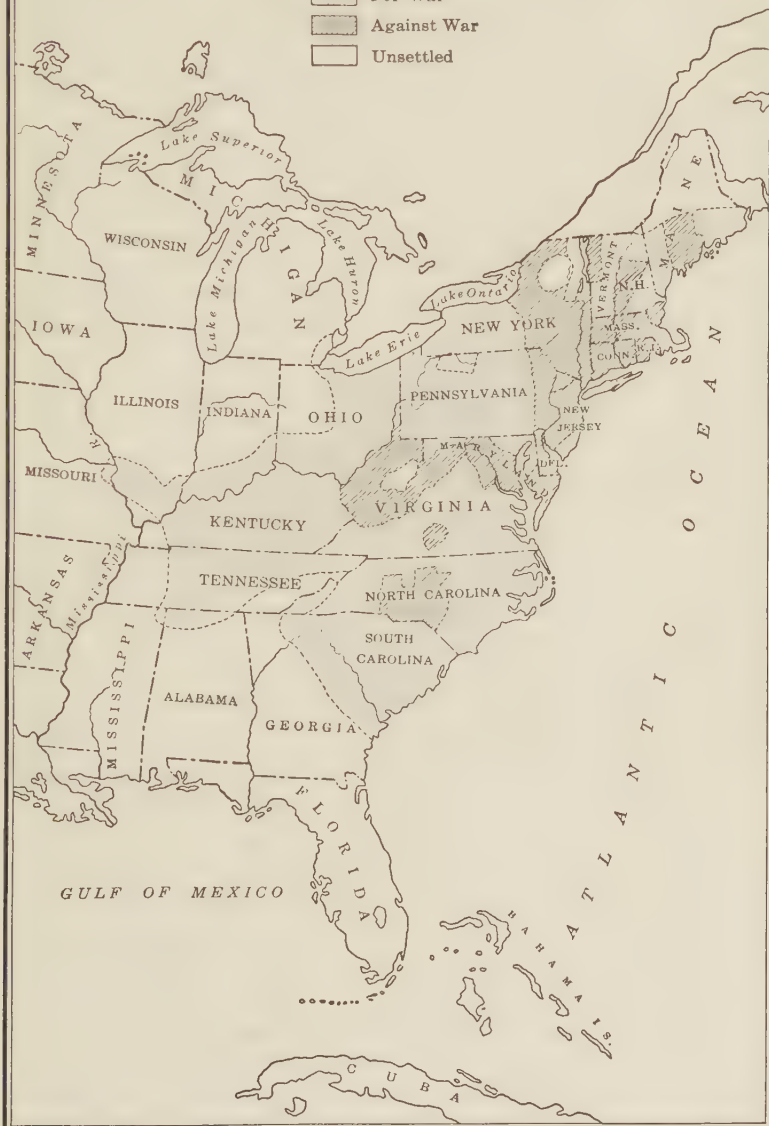 Against War
Unsettled
Lake Superior
MINNESOTA
MICHIGAN
WISCONSIN
Lake Michigan
Lake Huron
MAINE
VERMONT
N.H.
Lake Ontario
IOWA
NEW YORK
MASS.
CONN.
R.I.
Lake Erie
ILLINOIS
INDIANA
OHIO
PENNSYLVANIA
NEW
JERSEY
MARYLAND
DEL.
MISSOURI
VIRGINIA
KENTUCKY
ATLANTIC OCEAN
TENNESSEE
NORTH CAROLINA
ARKANSAS
Mississippi
R
SOUTH
CAROLINA
MISSISSIPPI
ALABAMA
GEORGIA
FLORIDA
GULF OF MEXICO
BAHAMA IS.
CUBA